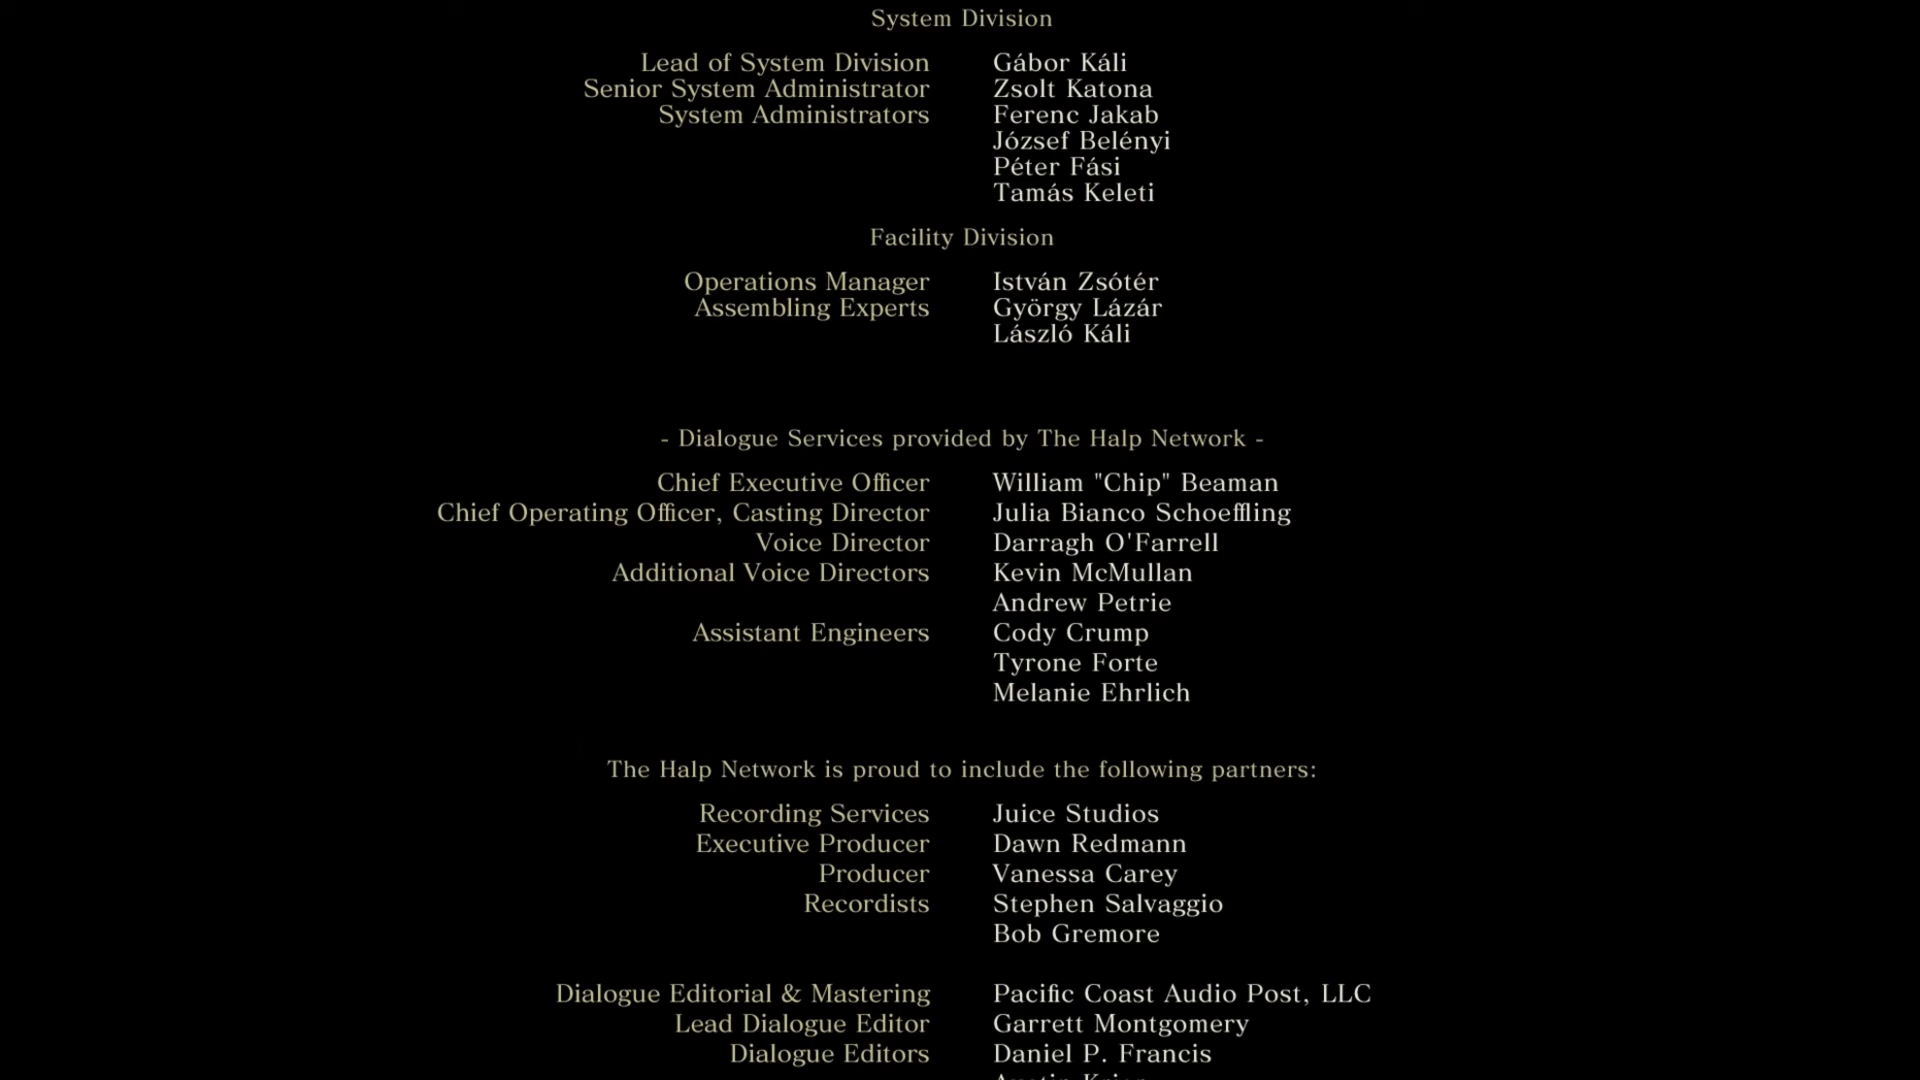 System Division
Lead of System Division Gábor Káli
Senior System Administrator Zsolt Katona
System Administrators Ferenc Jakab
József Belényi
Péter Fási
Tamás Keleti
Facility Division
Operations Manager István Zsótér
Assembling Experts György Lázár
László Káli
- Dialogue Services provided by The Halp Network -
Chief Executive Officer William "Chip" Beaman
Chief Operating Officer, Casting Director Julia Bianco Schoeffling
Voice Director Darragh O'Farrell
Additional Voice Directors Kevin McMullan
Andrew Petrie
Assistant Engineers Cody Crump
Tyrone Forte
Melanie Ehrlich
The Halp Network is proud to include the following partners:
Recording Services Juice Studios
Executive Producer Dawn Redmann
Producer Vanessa Carey
Recordists Stephen Salvaggio
Bob Gremore
Dialogue Editorial & Mastering Pacific Coast Audio Post, LLC
Lead Dialogue Editor Garrett Montgomery
Dialogue Editors Daniel P. Francis